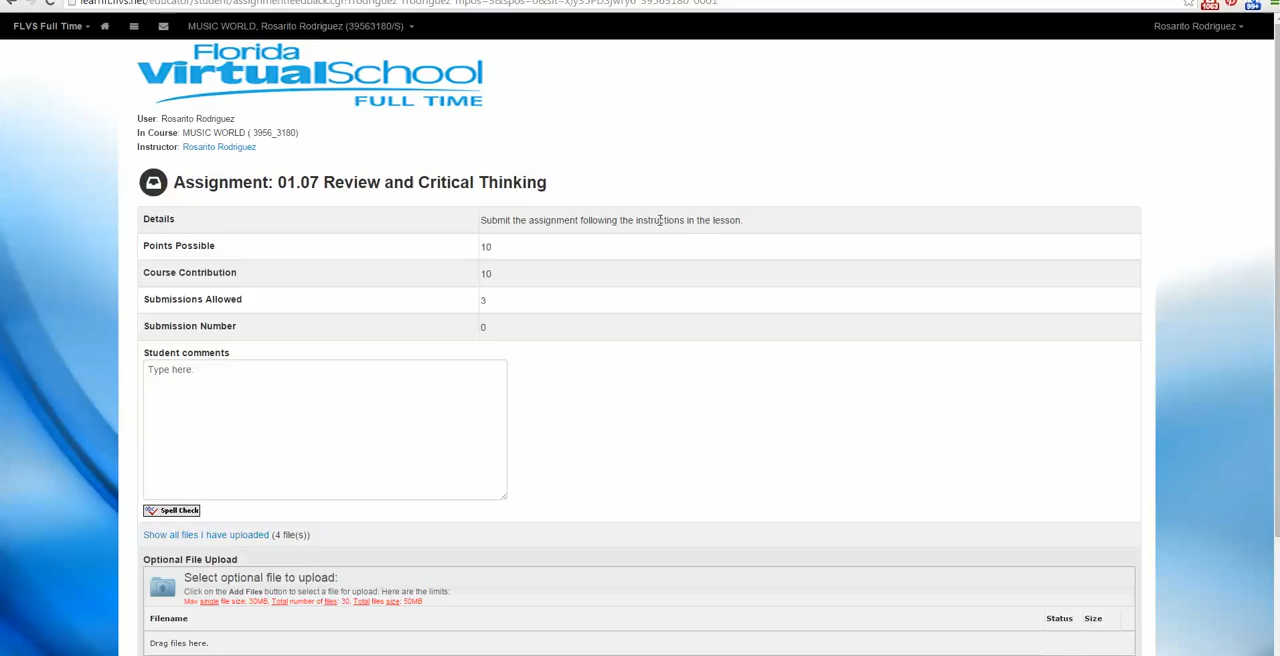 FLVS Full Time
MUSIC WORLD, Rosarito Rodriguez (39563180/S)
Rosarito Rodriguez
Florida
VirtualSchool
FULL TIME
User: Rosarito Rodriguez
In Course: MUSIC WORLD ( 3956_3180)
Instructor: Rosarito Rodriguez
Assignment: 01.07 Review and Critical Thinking
Details Submit the assignment following the instructions in the lesson.
Points Possible 10
Course Contribution 10
Submissions Allowed 3
Submission Number 0
Student comments
Type here.
Spell Check
Show all files I have uploaded (4 file(s))
Optional File Upload
Select optional file to upload:
Click on the Add Files button to select a file for upload. Here are the limits:
Max single file size: 30MB, Total number of files: 30, Total files size: 50MB
Filename Status Size
Drag files here.